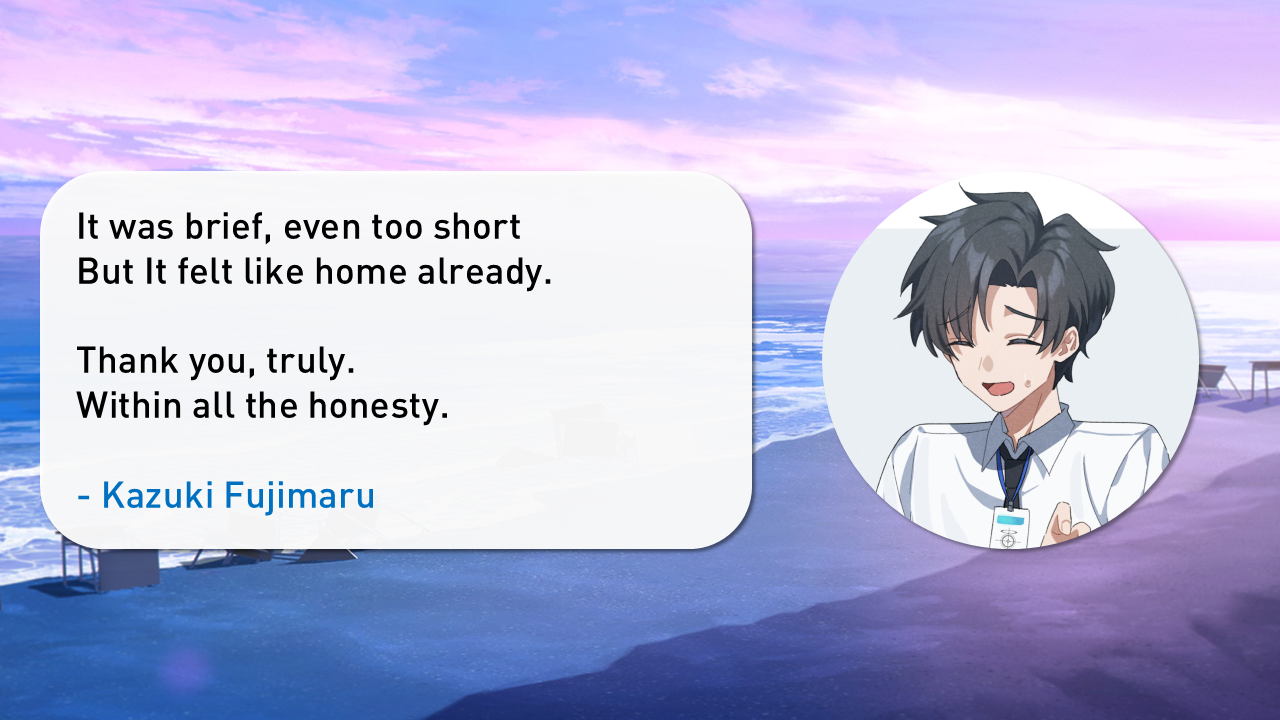 It was brief, even too short
But It felt like home already.
Thank you, truly.
Within all the honesty.
- Kazuki Fujimaru